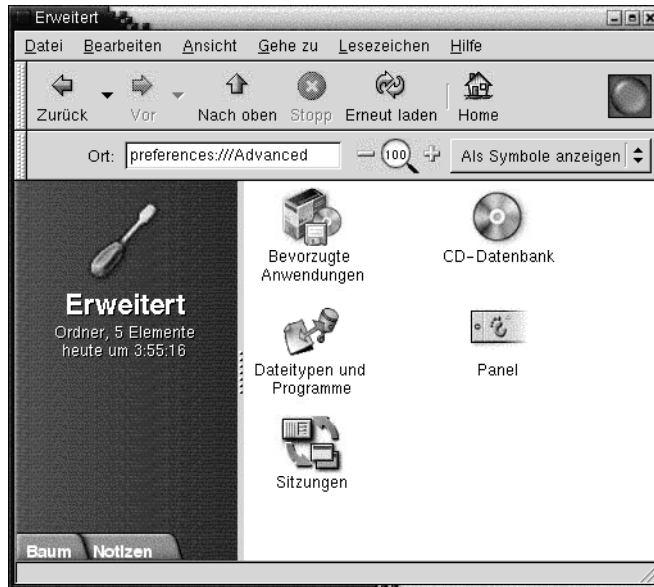 Erweitert
Datei Bearbeiten Ansicht Gehe zu Lesezeichen Hilfe
Zurück Vor Nach oben Stopp Erneut laden Home
Ort: preferences:///Advanced 100 Als Symbole anzeigen
Erweitert
Ordner, 5 Elemente
heute um 3:55:16
Bevorzugte
Anwendungen
CD-Datenbank
Dateitypen und
Programme
Panel
Sitzungen
Baum Notizen